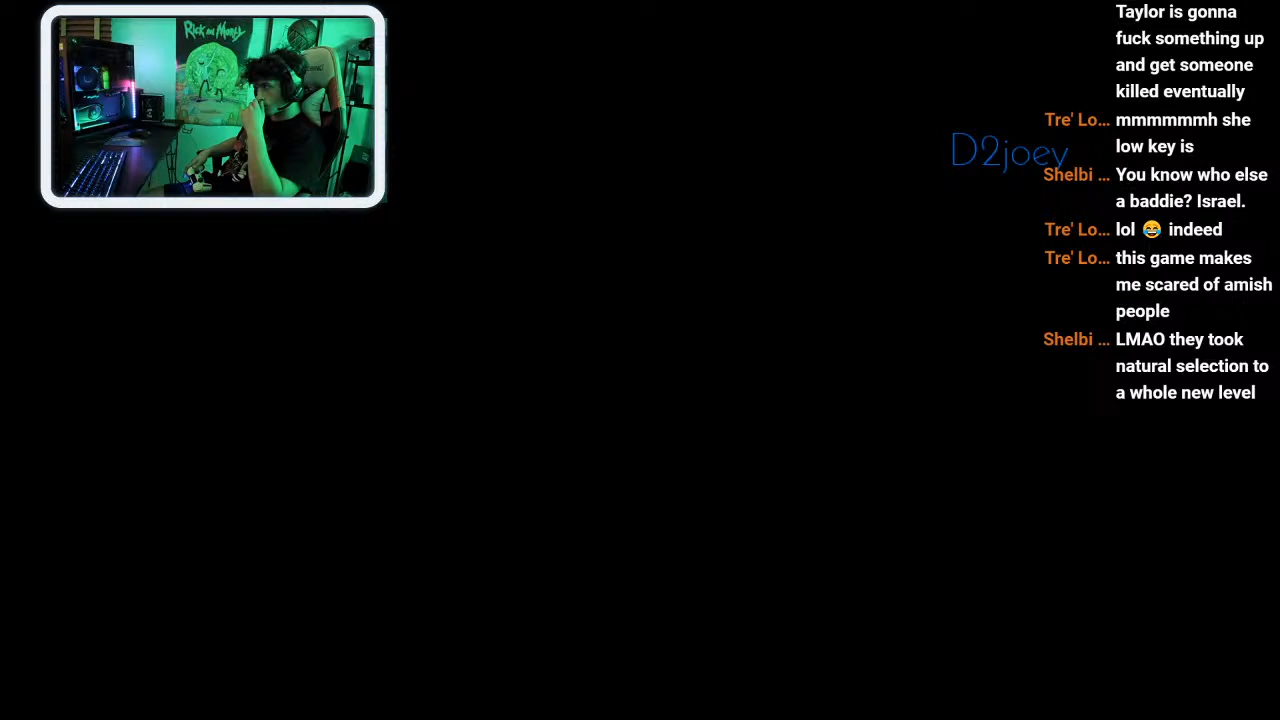 Rick and Morty
D2joey
Taylor is gonna
fuck something up
and get someone
killed eventually
Tre' Lo... mmmmmmh she
low key is
Shelbi ... You know who else
a baddie? Israel.
Tre' Lo... lol 😂 indeed
Tre' Lo... this game makes
me scared of amish
people
Shelbi ... LMAO they took
natural selection to
a whole new level